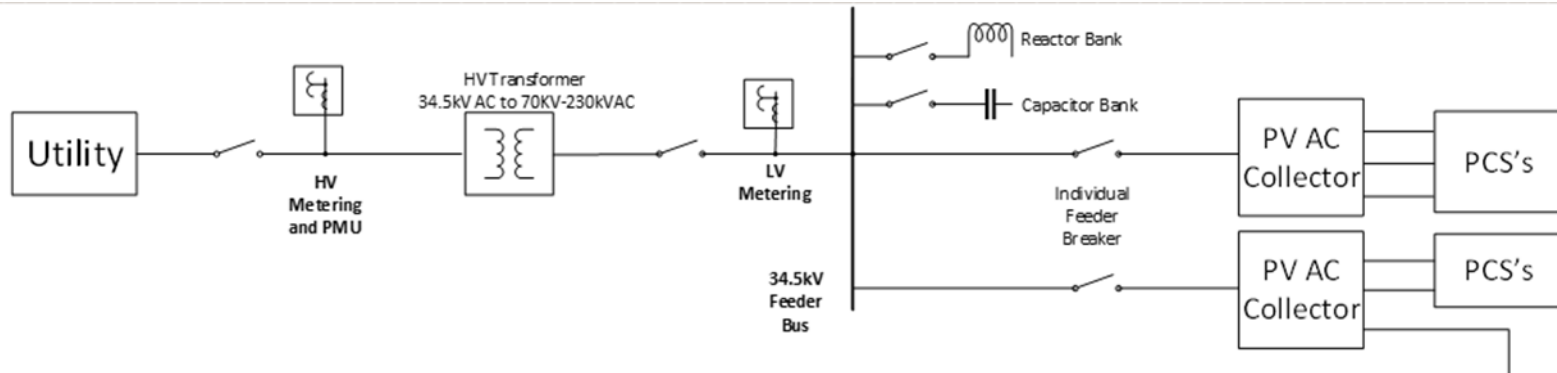 Utility
HV
Metering
and PMU
HVTransformer
34.5kV AC to 70KV-230kVAC
LV
Metering
34.5kV
Feeder
Bus
Reactor Bank
Capacitor Bank
Individual
Feeder
Breaker
PV AC
Collector
PCS's
PV AC
Collector
PCS's